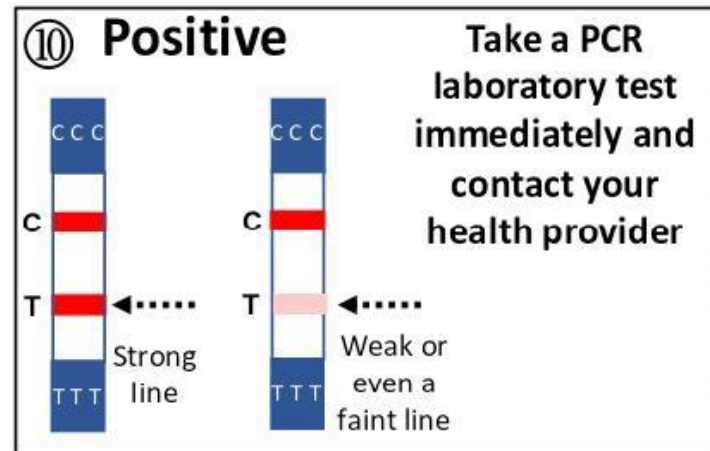 ⑩ Positive
Take a PCR
laboratory test
immediately and
contact your
health provider
C C C
C C C
C
C
T
T
Strong
line
Weak or
even a
faint line
T T T
T T T